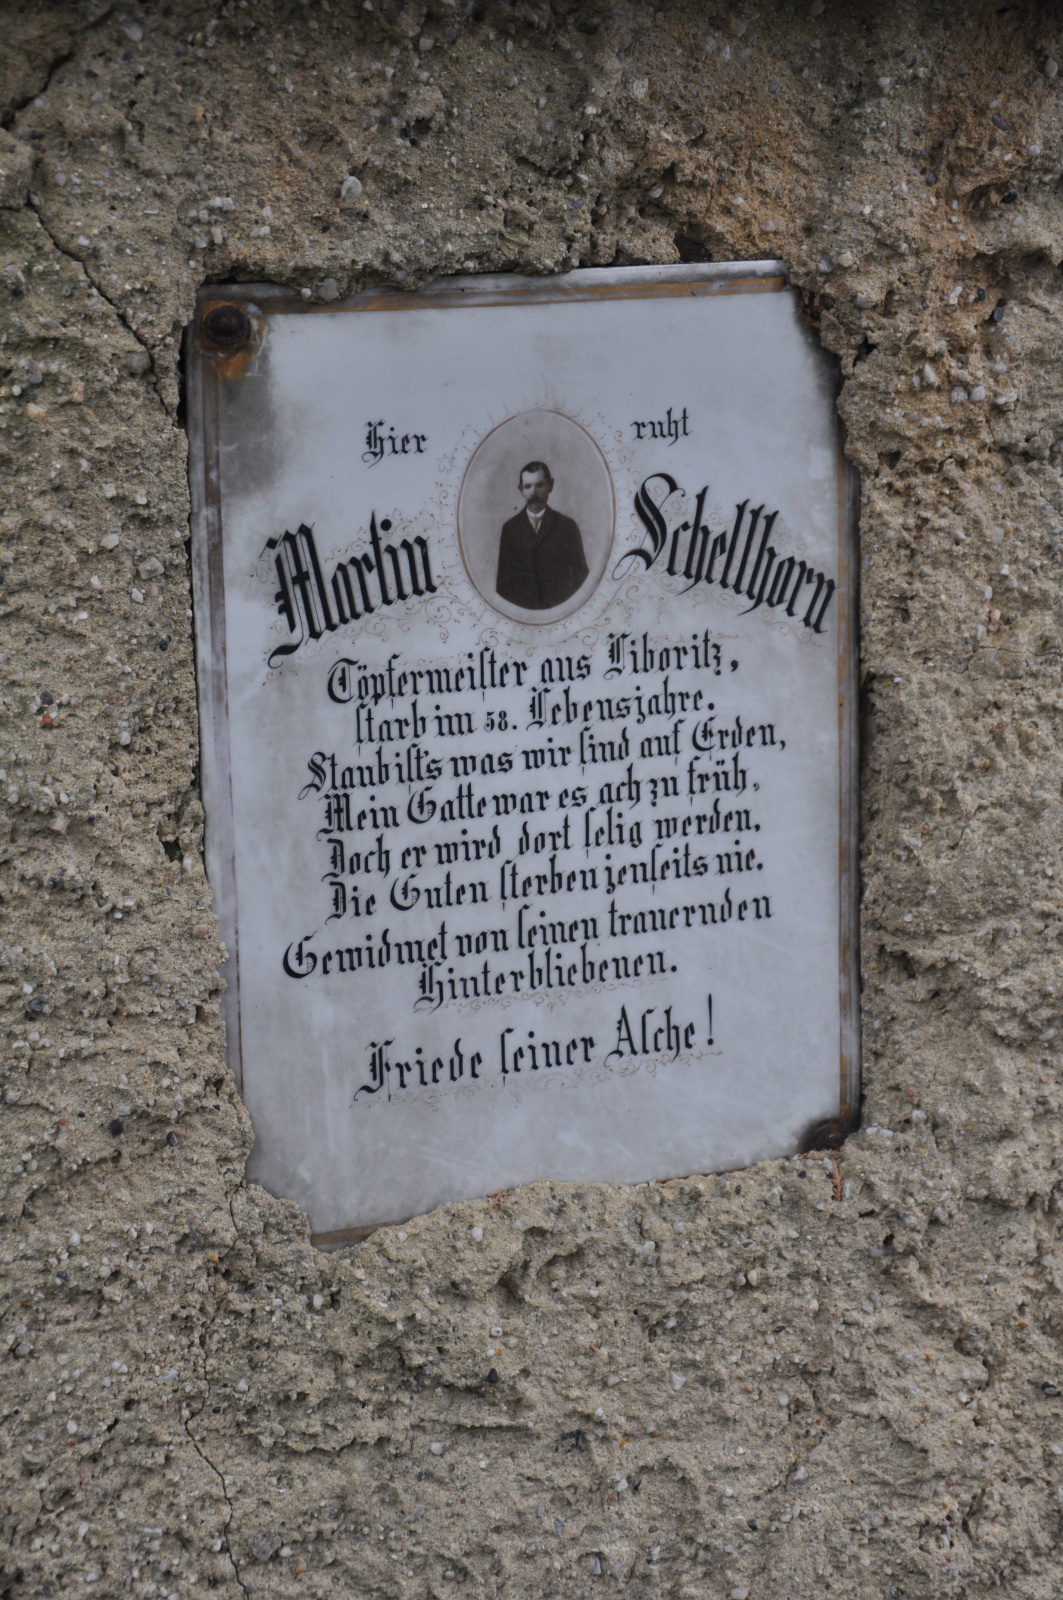 Hier ruht
Martin Schellhorn
Töpfermeiſter aus Liboritz,
ſtarb im 58. Lebensjahre.
Staub iſt's was wir ſind auf Erden,
Mein Gatte war es ach zu früh,
Doch er wird dort ſelig werden,
Die Guten ſterben jenſeits nie.
Gewidmet von ſeinen trauernden
Hinterbliebenen.
Friede ſeiner Aſche!